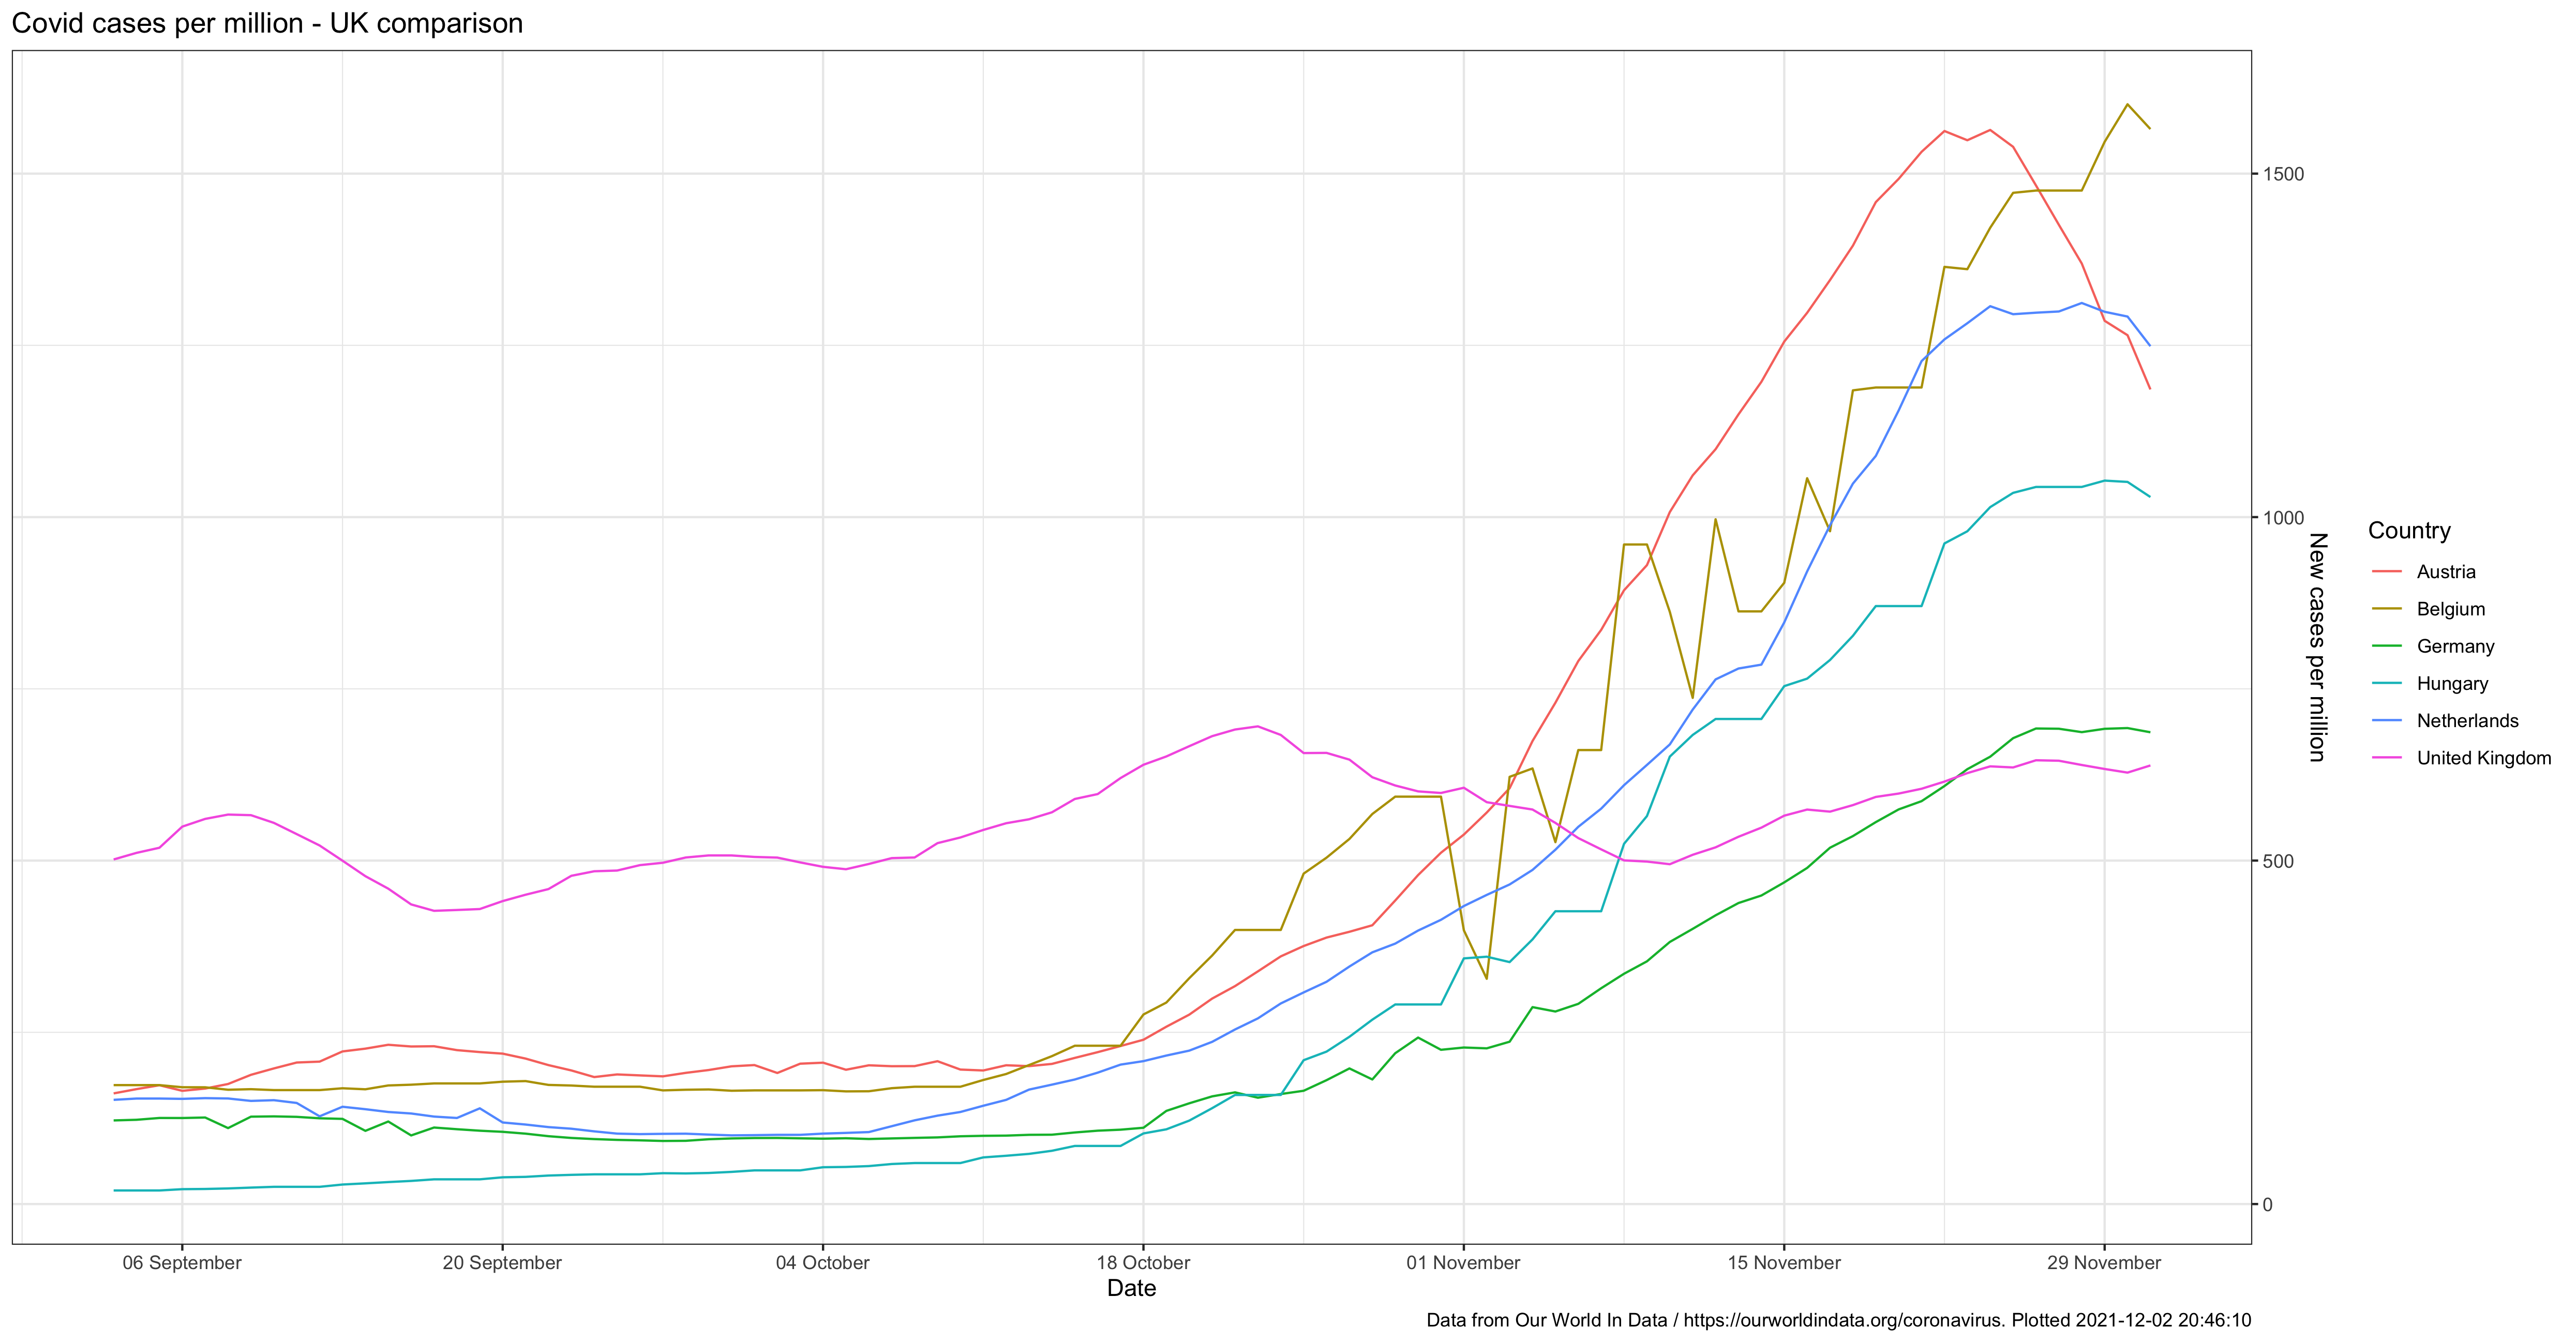 Covid cases per million - UK comparison
1500
1000
500
0
New cases per million
Country
Austria
Belgium
Germany
Hungary
Netherlands
United Kingdom
06 September
20 September
04 October
18 October
01 November
15 November
29 November
Date
Data from Our World In Data / https://ourworldindata.org/coronavirus. Plotted 2021-12-02 20:46:10